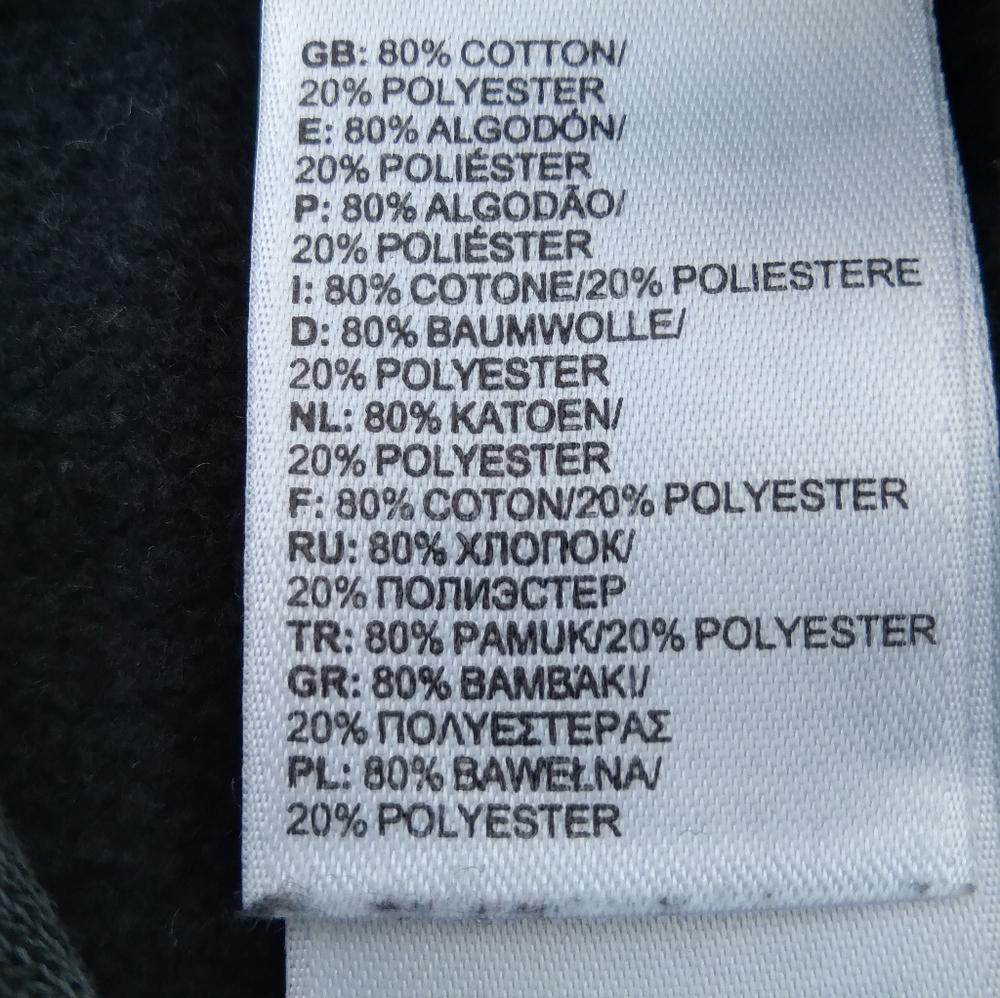 GB: 80% COTTON/
20% POLYESTER
E: 80% ALGODÓN/
20% POLIÉSTER
P: 80% ALGODÃO/
20% POLIÉSTER
I: 80% COTONE/20% POLIESTERE
D: 80% BAUMWOLLE/
20% POLYESTER
NL: 80% KATOEN/
20% POLYESTER
F: 80% COTON/20% POLYESTER
RU: 80% ХЛОПОК/
20% ПОЛИЭСТЕР
TR: 80% PAMUK/20% POLYESTER
GR: 80% ΒΑΜΒΆΚΙ/
20% ΠΟΛΥΕΣΤΕΡΑΣ
PL: 80% BAWEŁNA/
20% POLYESTER